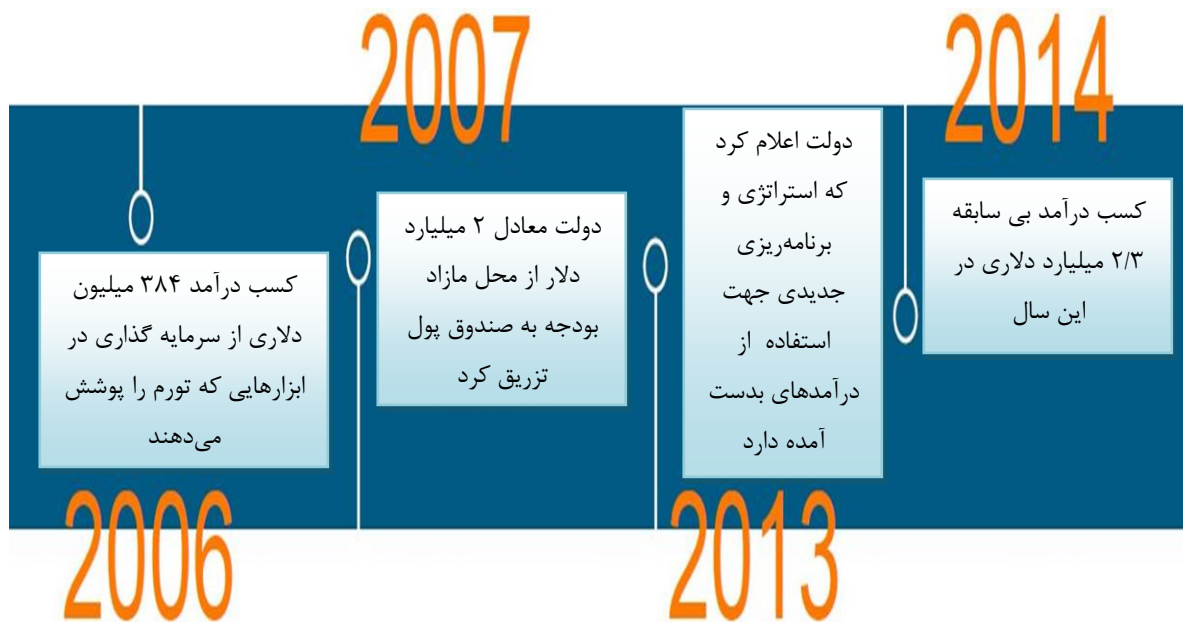 2006
کسب درآمد ۳۸۴ میلیون
دلاری از سرمایه گذاری در
ابزارهایی که تورم را پوشش
می‌دهند
2007
دولت معادل ۲ میلیارد
دلار از محل مازاد
بودجه به صندوق پول
تزریق کرد
2013
دولت اعلام کرد
که استراتژی و
برنامه‌ریزی
جدیدی جهت
استفاده از
درآمدهای بدست
آمده دارد
2014
کسب درآمد بی سابقه
۲/۳ میلیارد دلاری در
این سال